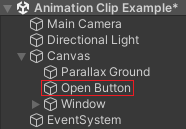 Animation Clip Example*
Main Camera
Directional Light
Canvas
Parallax Ground
Open Button
Window
EventSystem